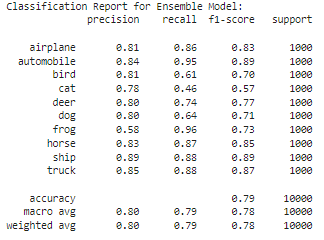 Classification Report for Ensemble Model:
precision recall f1-score support
airplane 0.81 0.86 0.83 1000
automobile 0.84 0.95 0.89 1000
bird 0.81 0.61 0.70 1000
cat 0.78 0.46 0.57 1000
deer 0.80 0.74 0.77 1000
dog 0.80 0.64 0.71 1000
frog 0.58 0.96 0.73 1000
horse 0.83 0.87 0.85 1000
ship 0.89 0.88 0.89 1000
truck 0.85 0.88 0.87 1000
accuracy 0.79 10000
macro avg 0.80 0.79 0.78 10000
weighted avg 0.80 0.79 0.78 10000